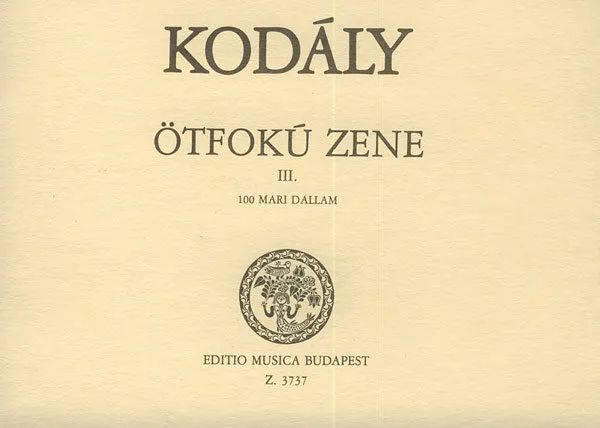 KODÁLY
ÖTFOKÚ ZENE
III.
100 MARI DALLAM
EDITIO MUSICA BUDAPEST
Z. 3737